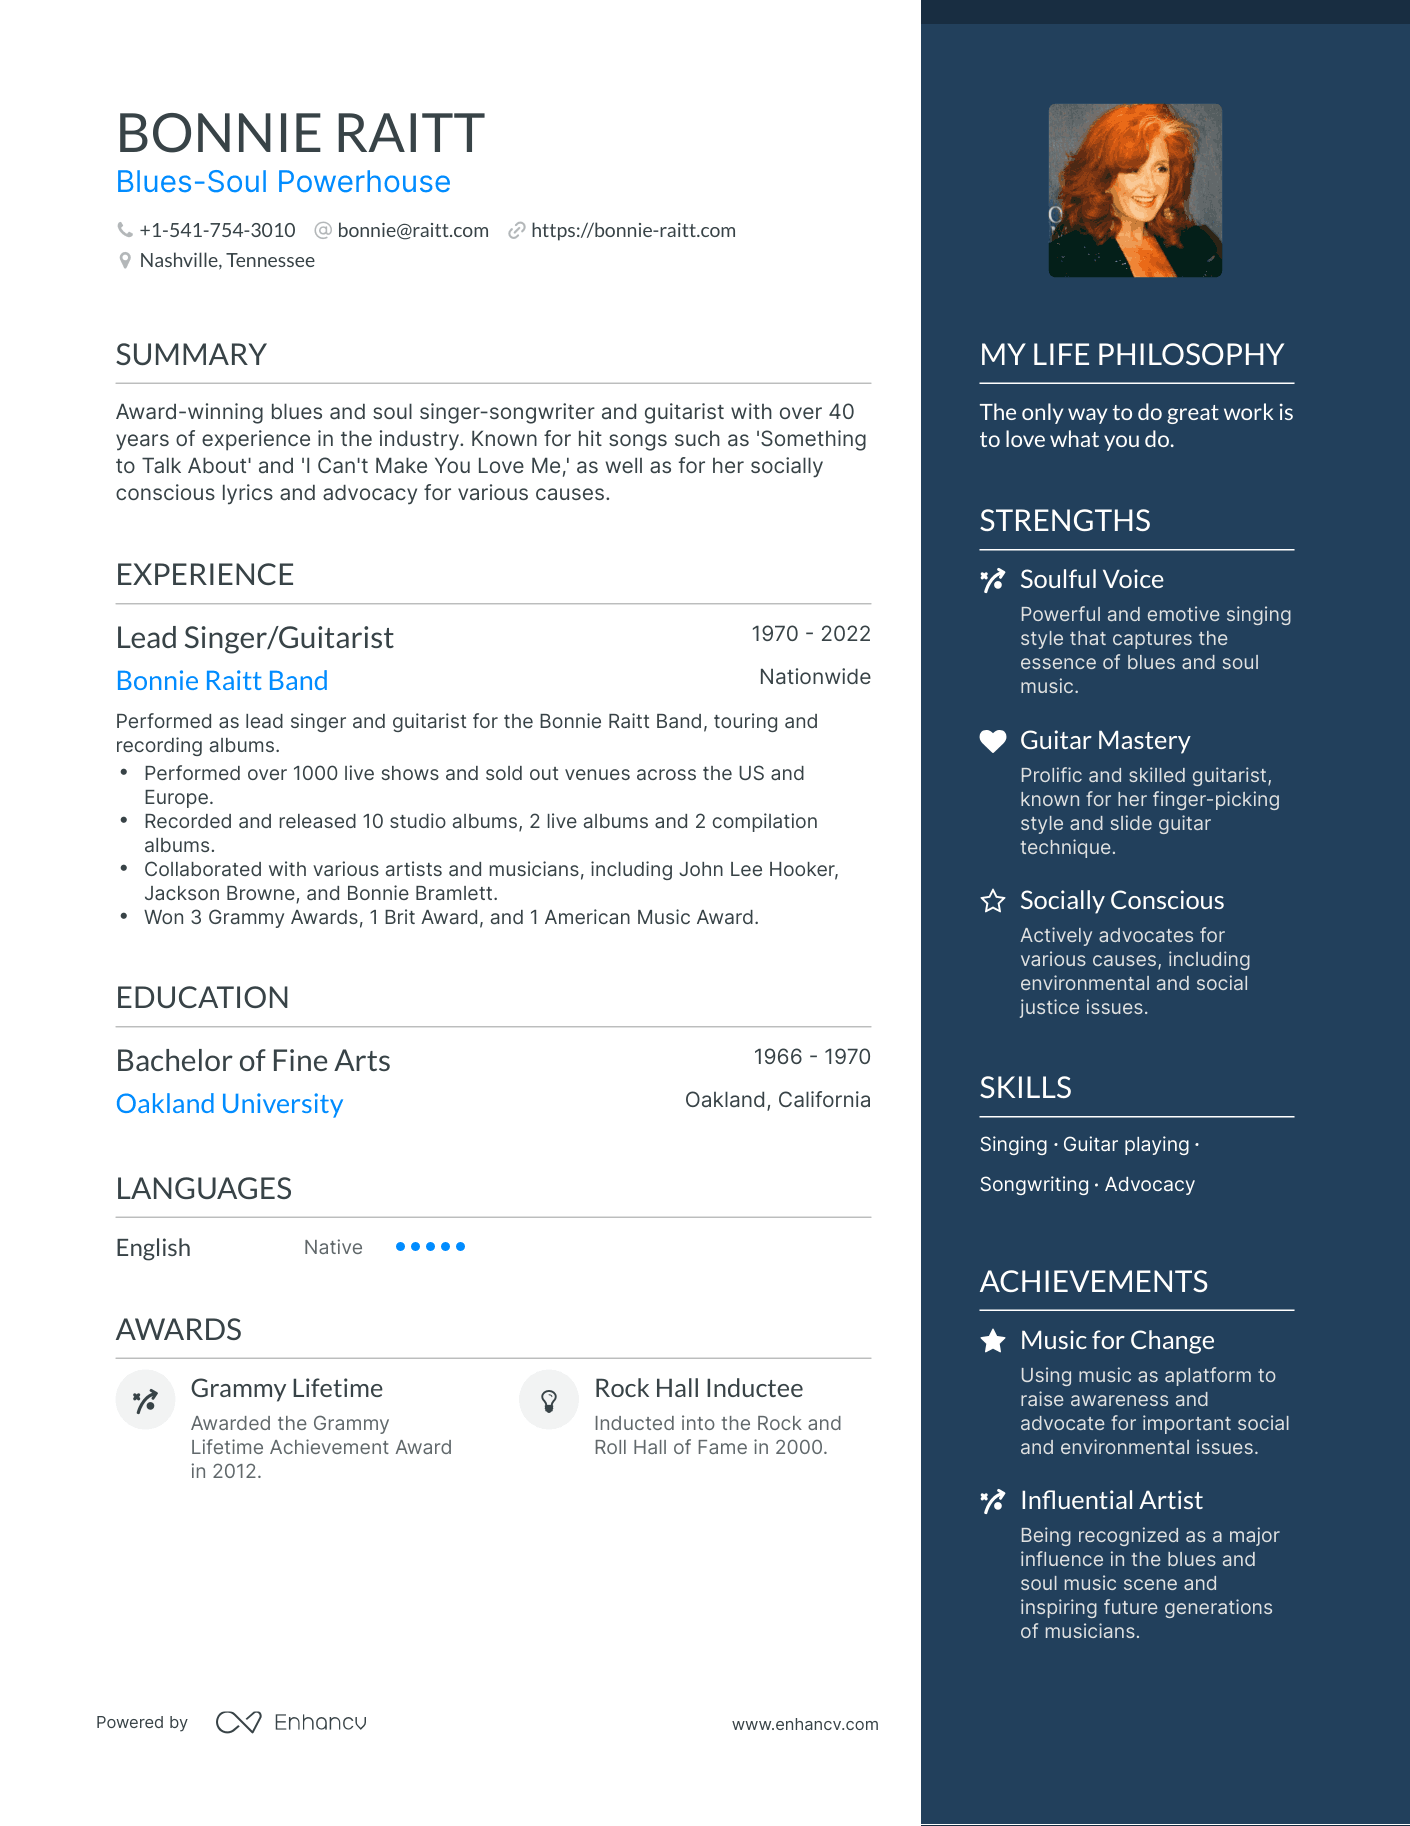 BONNIE RAITT
Blues-Soul Powerhouse
+1-541-754-3010 bonnie@raitt.com https://bonnie-raitt.com
Nashville, Tennessee
SUMMARY
Award-winning blues and soul singer-songwriter and guitarist with over 40
years of experience in the industry. Known for hit songs such as 'Something
to Talk About' and 'I Can't Make You Love Me,' as well as for her socially
conscious lyrics and advocacy for various causes.
EXPERIENCE
Lead Singer/Guitarist 1970 - 2022
Bonnie Raitt Band Nationwide
Performed as lead singer and guitarist for the Bonnie Raitt Band, touring and
recording albums.
• Performed over 1000 live shows and sold out venues across the US and
Europe.
• Recorded and released 10 studio albums, 2 live albums and 2 compilation
albums.
• Collaborated with various artists and musicians, including John Lee Hooker,
Jackson Browne, and Bonnie Bramlett.
• Won 3 Grammy Awards, 1 Brit Award, and 1 American Music Award.
EDUCATION
Bachelor of Fine Arts 1966 - 1970
Oakland University Oakland, California
LANGUAGES
English Native
AWARDS
Grammy Lifetime
Awarded the Grammy
Lifetime Achievement Award
in 2012.
Rock Hall Inductee
Inducted into the Rock and
Roll Hall of Fame in 2000.
Powered by Enhancv www.enhancv.com
MY LIFE PHILOSOPHY
The only way to do great work is
to love what you do.
STRENGTHS
Soulful Voice
Powerful and emotive singing
style that captures the
essence of blues and soul
music.
Guitar Mastery
Prolific and skilled guitarist,
known for her finger-picking
style and slide guitar
technique.
Socially Conscious
Actively advocates for
various causes, including
environmental and social
justice issues.
SKILLS
Singing · Guitar playing ·
Songwriting · Advocacy
ACHIEVEMENTS
Music for Change
Using music as aplatform to
raise awareness and
advocate for important social
and environmental issues.
Influential Artist
Being recognized as a major
influence in the blues and
soul music scene and
inspiring future generations
of musicians.